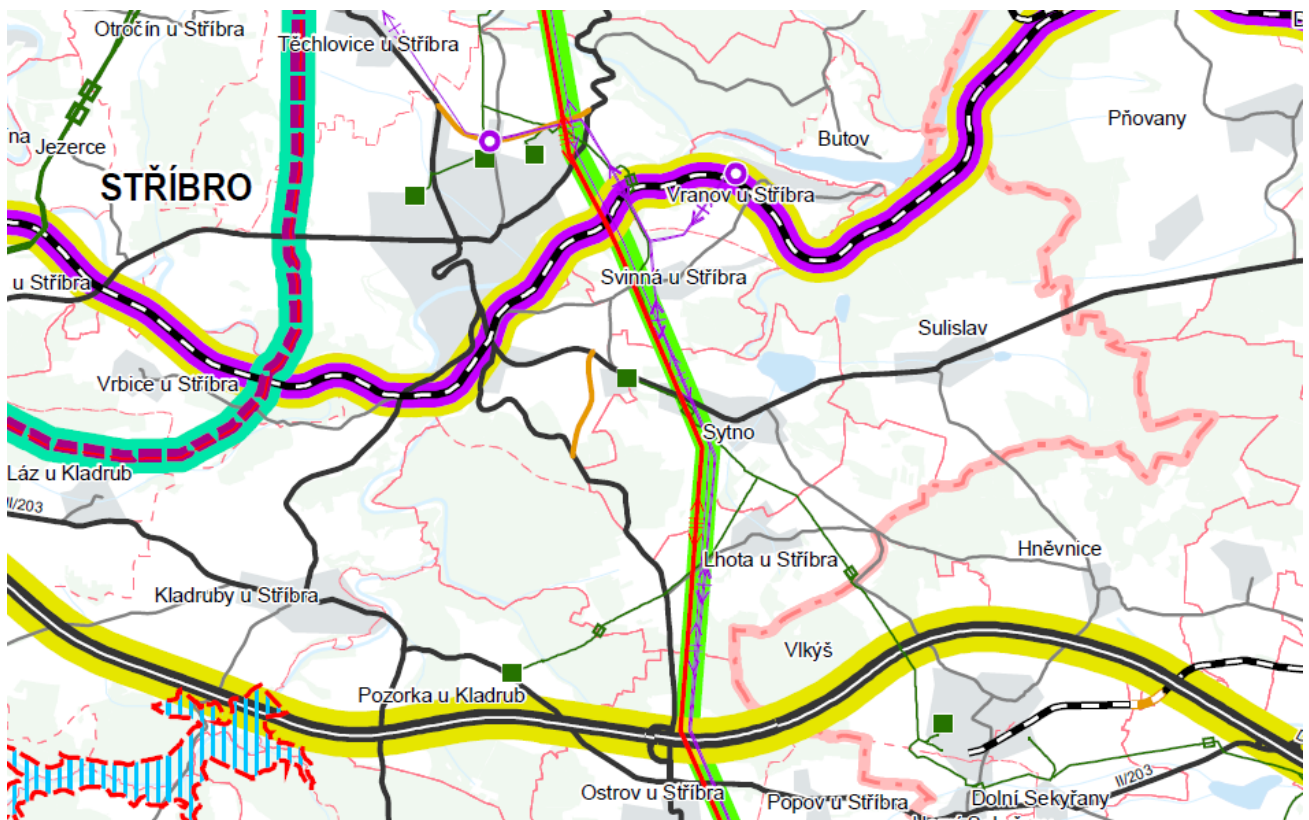 Otročín u Stříbra
Těchlovice u Stříbra
Pňovany
Butov
na
Jezerce
STŘÍBRO
Vranov u Stříbra
u Stříbra
Svinná u Stříbra
Sulislav
Vrbice u Stříbra
Sytno
Láz u Kladrub
II/203
Hněvnice
Lhota u Stříbra
Kladruby u Stříbra
Vlkýš
Pozorka u Kladrub
II/203
Ostrov u Stříbra
Popov u Stříbra
Dolní Sekyřany